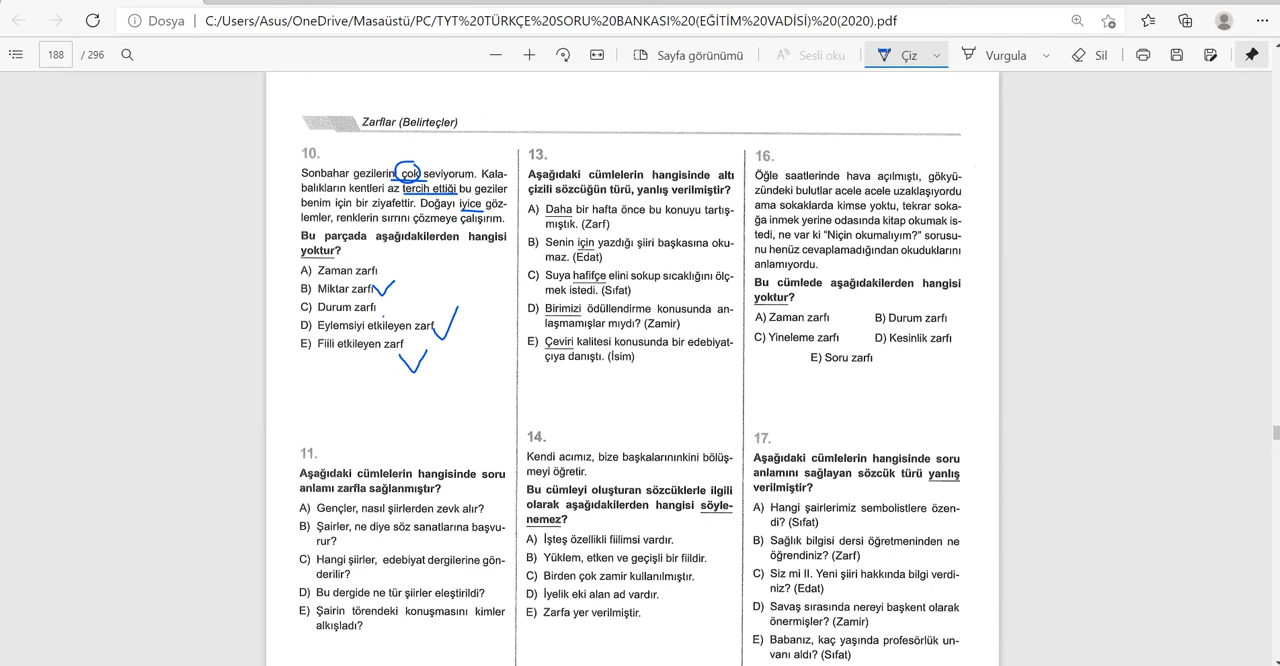 Dosya
C:/Users/Asus/OneDrive/Masaüstü/PC/TYT%20TÜRKÇE%20SORU%20BANKASI%20(EĞİTİM%20VADİSİ)%20(2020).pdf
188 / 296
Sayfa görünümü
Sesli oku
Çiz
Vurgula
Sil
Zarflar (Belirteçler)
10.
Sonbahar gezilerini çok seviyorum. Kala-
balıkların kentleri az tercih ettiği bu geziler
benim için bir ziyafettir. Doğayı iyice göz-
lemler, renklerin sırrını çözmeye çalışırım.
Bu parçada aşağıdakilerden hangisi
yoktur?
A) Zaman zarfı
B) Miktar zarfı
C) Durum zarfı
D) Eylemsiyi etkileyen zarf
E) Fiili etkileyen zarf
11.
Aşağıdaki cümlelerin hangisinde soru
anlamı zarfla sağlanmıştır?
A) Gençler, nasıl şiirlerden zevk alır?
B) Şairler, ne diye söz sanatlarına başvu-
rur?
C) Hangi şiirler, edebiyat dergilerine gön-
derilir?
D) Bu dergide ne tür şiirler eleştirildi?
E) Şairin törendeki konuşmasını kimler
alkışladı?
13.
Aşağıdaki cümlelerin hangisinde altı
çizili sözcüğün türü, yanlış verilmiştir?
A) Daha bir hafta önce bu konuyu tartış-
mıştık. (Zarf)
B) Senin için yazdığı şiiri başkasına oku-
maz. (Edat)
C) Suya hafifçe elini sokup sıcaklığını ölç-
mek istedi. (Sıfat)
D) Birimizi ödüllendirme konusunda an-
laşmamışlar mıydı? (Zamir)
E) Çeviri kalitesi konusunda bir edebiyat-
çıya danıştı. (İsim)
14.
Kendi acımız, bize başkalarınınkini bölüş-
meyi öğretir.
Bu cümleyi oluşturan sözcüklerle ilgili
olarak aşağıdakilerden hangisi söyle-
nemez?
A) İşteş özellikli fiilimsi vardır.
B) Yüklem, etken ve geçişli bir fiildir.
C) Birden çok zamir kullanılmıştır.
D) İyelik eki alan ad vardır.
E) Zarfa yer verilmiştir.
16.
Öğle saatlerinde hava açılmıştı, gökyü-
zündeki bulutlar acele acele uzaklaşıyordu
ama sokaklarda kimse yoktu, tekrar soka-
ğa inmek yerine odasında kitap okumak is-
tedi, ne var ki "Niçin okumalıyım?" sorusu-
nu henüz cevaplamadığından okuduklarını
anlamıyordu.
Bu cümlede aşağıdakilerden hangisi
yoktur?
A) Zaman zarfı B) Durum zarfı
C) Yineleme zarfı D) Kesinlik zarfı
E) Soru zarfı
17.
Aşağıdaki cümlelerin hangisinde soru
anlamını sağlayan sözcük türü yanlış
verilmiştir?
A) Hangi şairlerimiz sembolistlere özen-
di? (Sıfat)
B) Sağlık bilgisi dersi öğretmeninden ne
öğrendiniz? (Zarf)
C) Siz mi II. Yeni şiiri hakkında bilgi verdi-
niz? (Edat)
D) Savaş sırasında nereyi başkent olarak
önermişler? (Zamir)
E) Babanız, kaç yaşında profesörlük un-
vanı aldı? (Sıfat)